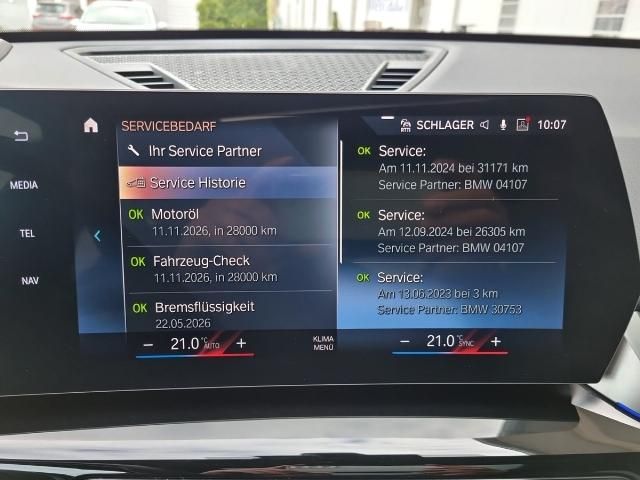 SERVICEBEDARF
RTTI SCHLAGER 10:07
MEDIA
TEL
NAV
Ihr Service Partner
Service Historie
OK Motoröl
11.11.2026, in 28000 km
OK Fahrzeug-Check
11.11.2026, in 28000 km
OK Bremsflüssigkeit
22.05.2026
OK Service:
Am 11.11.2024 bei 31171 km
Service Partner: BMW 04107
OK Service:
Am 12.09.2024 bei 26305 km
Service Partner: BMW 04107
OK Service:
Am 13.06.2023 bei 3 km
Service Partner: BMW 30753
− 21.0 °C AUTO +
KLIMA
MENÜ
− 21.0 °C SYNC +